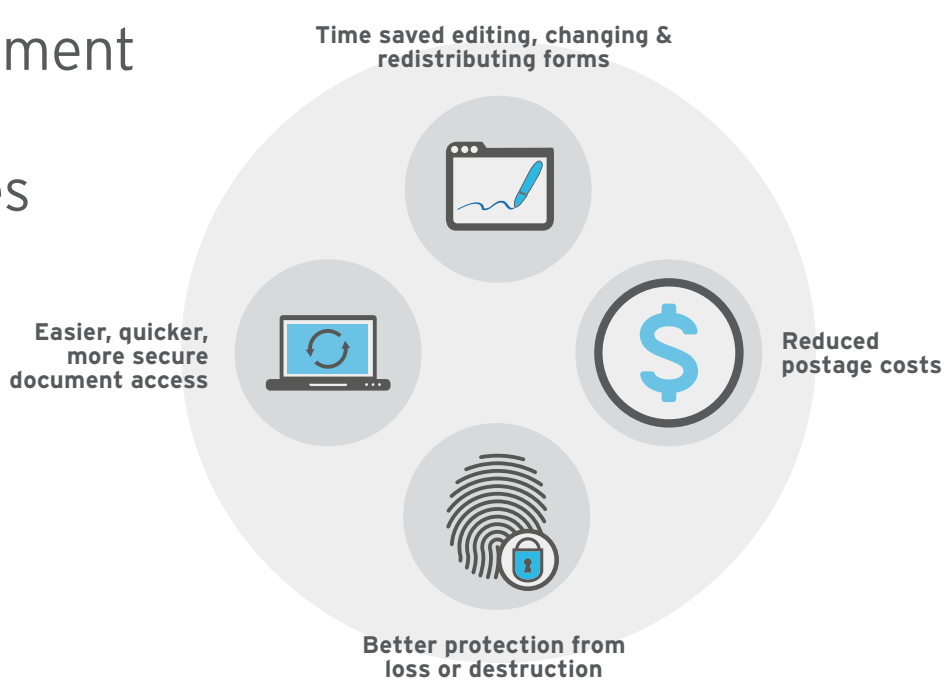 ment
es
Time saved editing, changing &
redistributing forms
Easier, quicker,
more secure
document access
Reduced
postage costs
Better protection from
loss or destruction